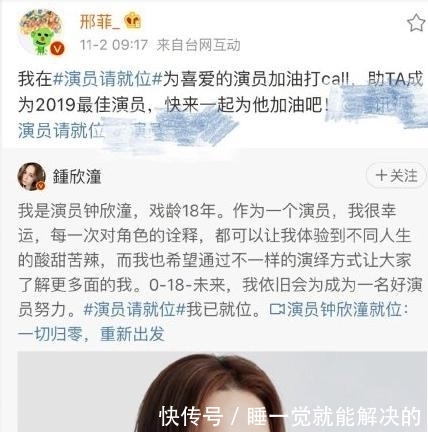 邢菲_
11-2 09:17 来自台网互动
我在#演员请就位#为喜爱的演员加油打call，助TA成
为2019最佳演员，快来一起为他加油吧！
演员请就位
鍾欣潼
+关注
我是演员钟欣潼，戏龄18年。作为一个演员，我很幸
运，每一次对角色的诠释，都可以让我体验到不同人生
的酸甜苦辣，而我也希望通过不一样的演绎方式让大家
了解更多面的我。0-18-未来，我依旧会为成为一名好演
员努力。#演员请就位#我已就位。演员钟欣潼就位：
一切归零，重新出发
快传号 / 睡一觉就能解决的